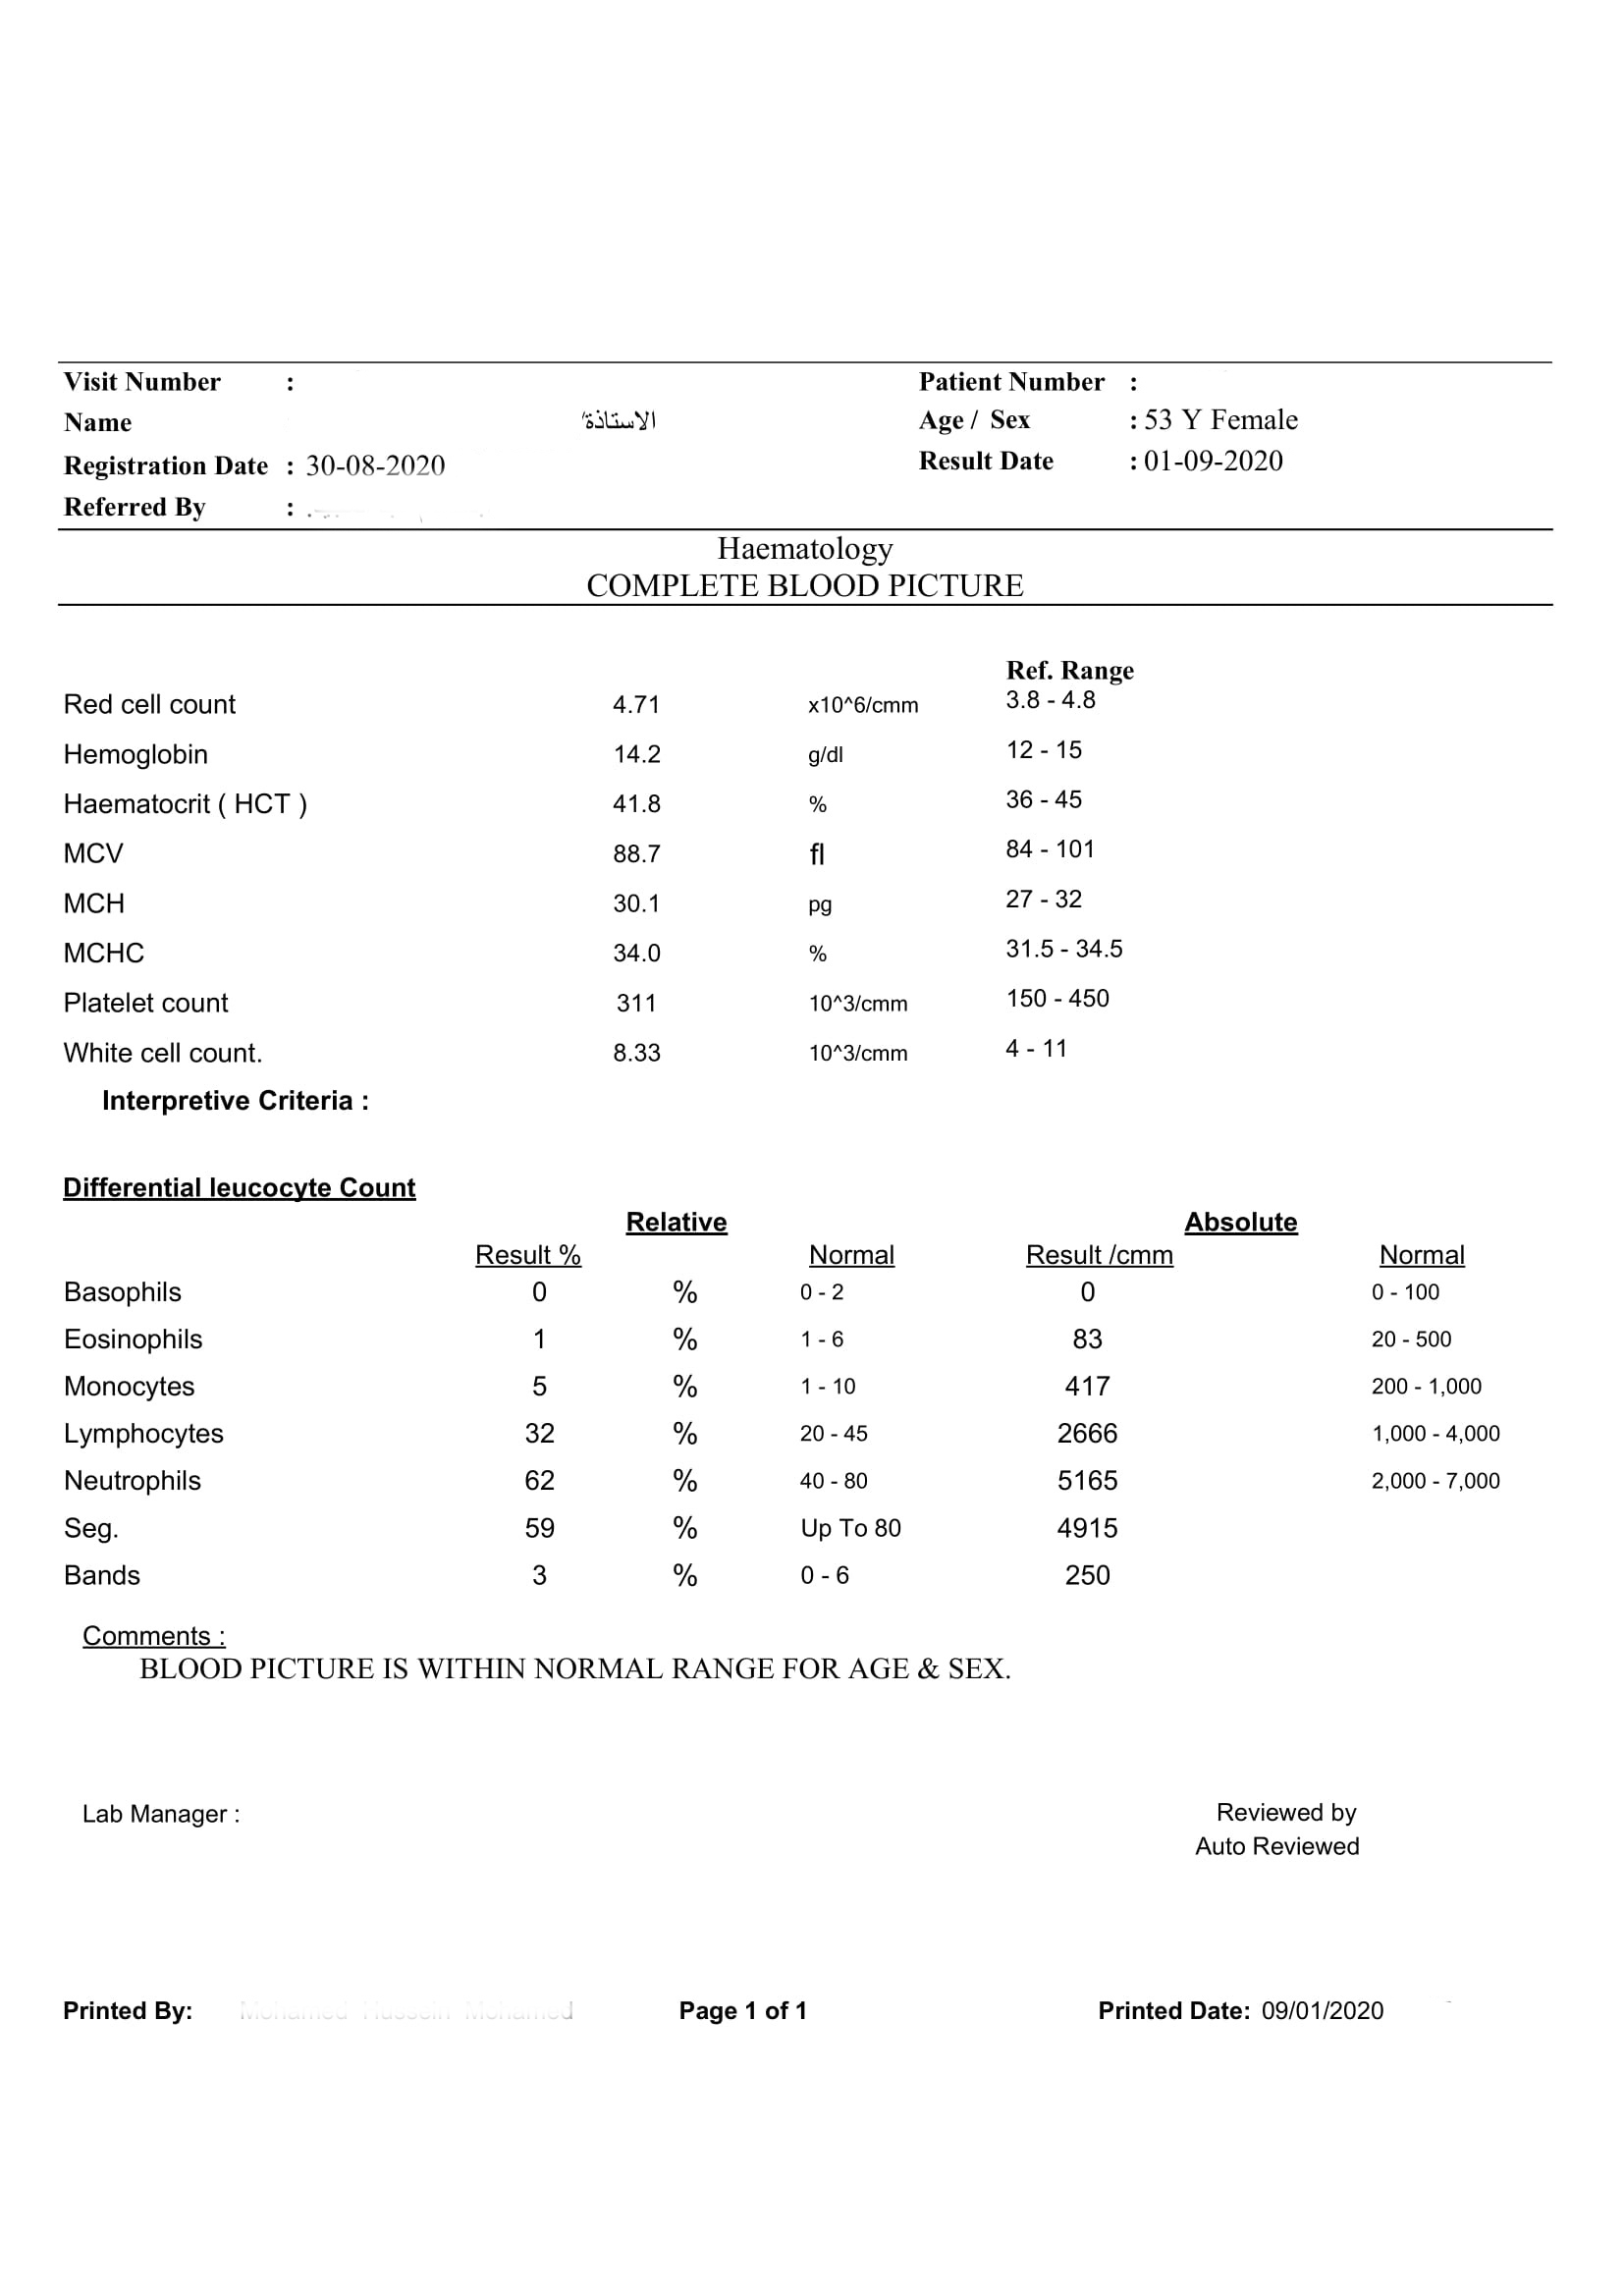 Visit Number : Patient Number :
Name الاستاذة/ Age / Sex : 53 Y Female
Registration Date : 30-08-2020 Result Date : 01-09-2020
Referred By :
Haematology
COMPLETE BLOOD PICTURE
Ref. Range
Red cell count 4.71 x10^6/cmm 3.8 - 4.8
Hemoglobin 14.2 g/dl 12 - 15
Haematocrit ( HCT ) 41.8 % 36 - 45
MCV 88.7 fl 84 - 101
MCH 30.1 pg 27 - 32
MCHC 34.0 % 31.5 - 34.5
Platelet count 311 10^3/cmm 150 - 450
White cell count. 8.33 10^3/cmm 4 - 11
Interpretive Criteria :
Differential leucocyte Count
Relative Absolute
Result % Normal Result /cmm Normal
Basophils 0 % 0 - 2 0 0 - 100
Eosinophils 1 % 1 - 6 83 20 - 500
Monocytes 5 % 1 - 10 417 200 - 1,000
Lymphocytes 32 % 20 - 45 2666 1,000 - 4,000
Neutrophils 62 % 40 - 80 5165 2,000 - 7,000
Seg. 59 % Up To 80 4915
Bands 3 % 0 - 6 250
Comments :
BLOOD PICTURE IS WITHIN NORMAL RANGE FOR AGE & SEX.
Lab Manager : Reviewed by
Auto Reviewed
Printed By: Page 1 of 1 Printed Date: 09/01/2020